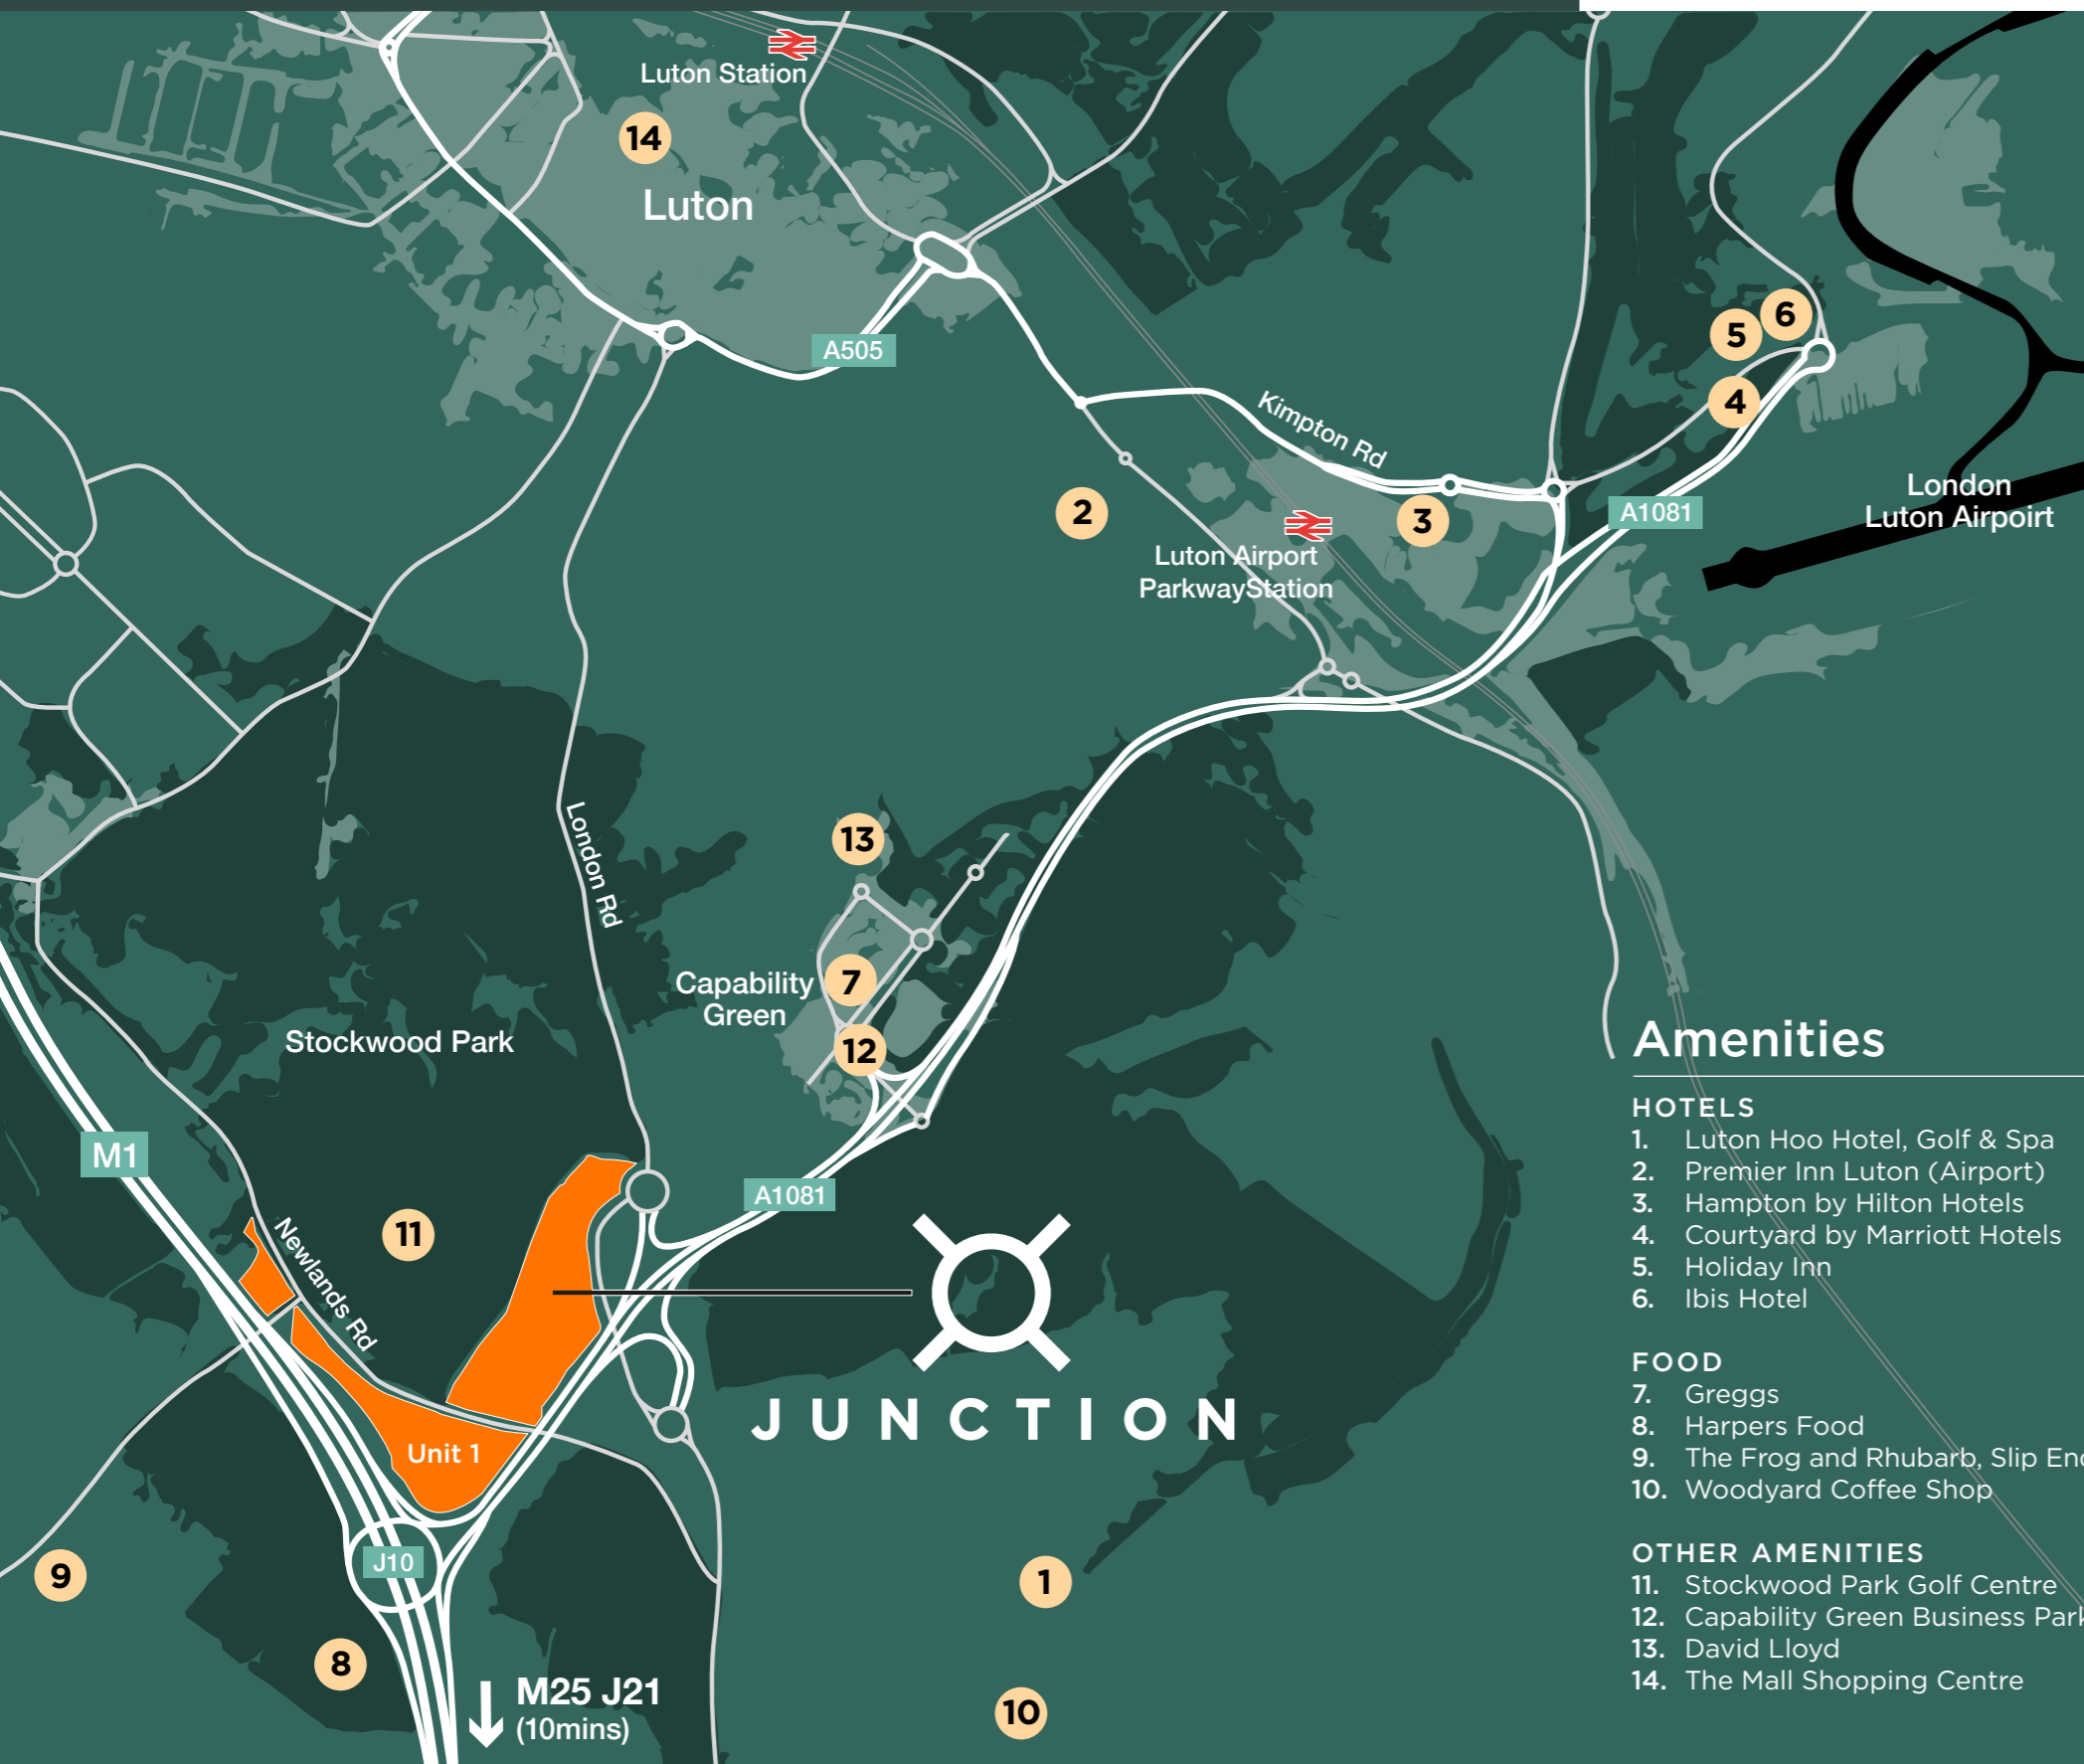 Luton Station
14
Luton
A505
6
5
4
Kimpton Rd
London
Luton Airpoirt
A1081
2
3
Luton Airport
ParkwayStation
London Rd
13
Capability
Green
7
12
Stockwood Park
M1
A1081
11
Newlands Rd
JUNCTION
Unit 1
J10
9
8
1
10
M25 J21
(10mins)
Amenities
HOTELS
1. Luton Hoo Hotel, Golf & Spa
2. Premier Inn Luton (Airport)
3. Hampton by Hilton Hotels
4. Courtyard by Marriott Hotels
5. Holiday Inn
6. Ibis Hotel
FOOD
7. Greggs
8. Harpers Food
9. The Frog and Rhubarb, Slip End
10. Woodyard Coffee Shop
OTHER AMENITIES
11. Stockwood Park Golf Centre
12. Capability Green Business Park
13. David Lloyd
14. The Mall Shopping Centre